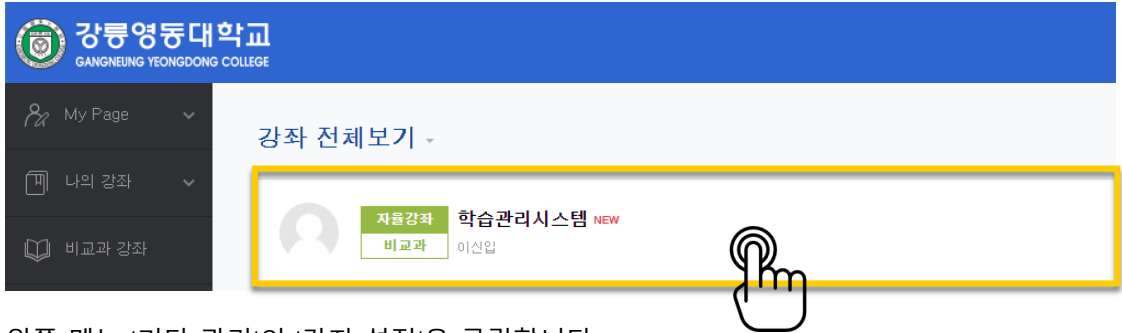 강릉영동대학교
GANGNEUNG YEONGDONG COLLEGE
My Page
나의 강좌
비교과 강좌
강좌 전체보기
자율강좌 학습관리시스템 NEW
비교과 이신입